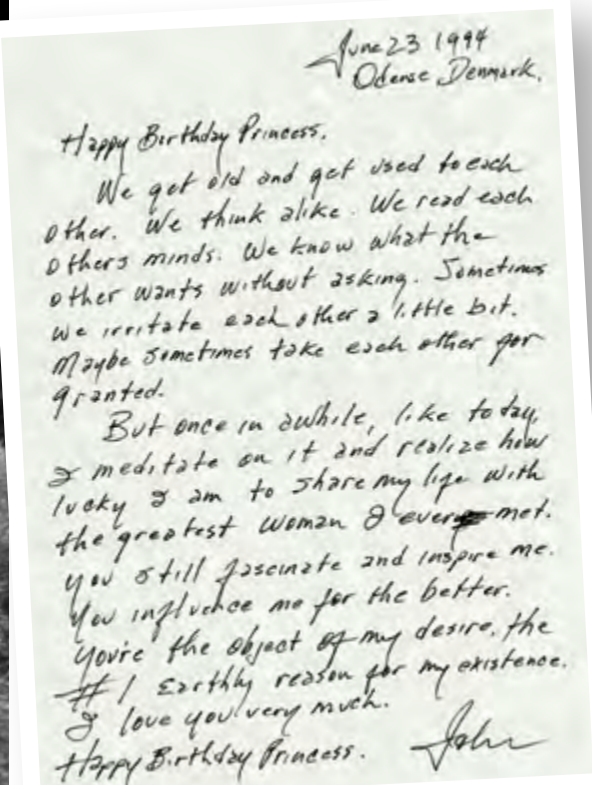 June 23 1994
Odense, Denmark.
Happy Birthday Princess.
We get old and get used to each
other. We think alike. We read each
others minds. We know what the
other wants without asking. Sometimes
we irritate each other a little bit.
Maybe sometimes take each other for
granted.
But once in awhile, like today,
I meditate on it and realize how
lucky I am to share my life with
the greatest woman I ever met.
You still fascinate and inspire me.
You influence me for the better.
You're the object of my desire, the
#1 Earthly reason for my existence.
I love you very much.
Happy Birthday Princess.
John